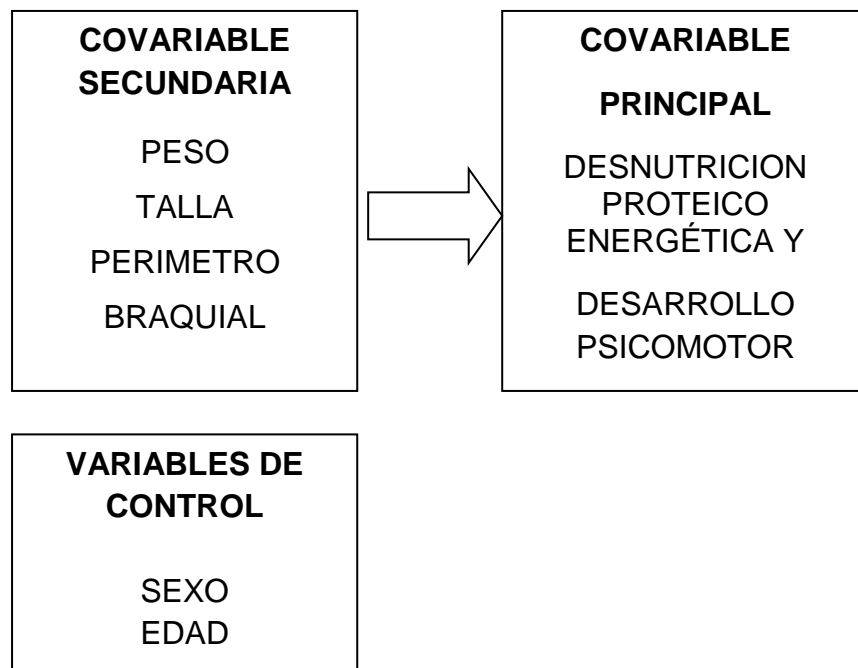 COVARIABLE
SECUNDARIA
PESO
TALLA
PERIMETRO
BRAQUIAL
COVARIABLE
PRINCIPAL
DESNUTRICION
PROTEICO
ENERGÉTICA Y
DESARROLLO
PSICOMOTOR
VARIABLES DE
CONTROL
SEXO
EDAD